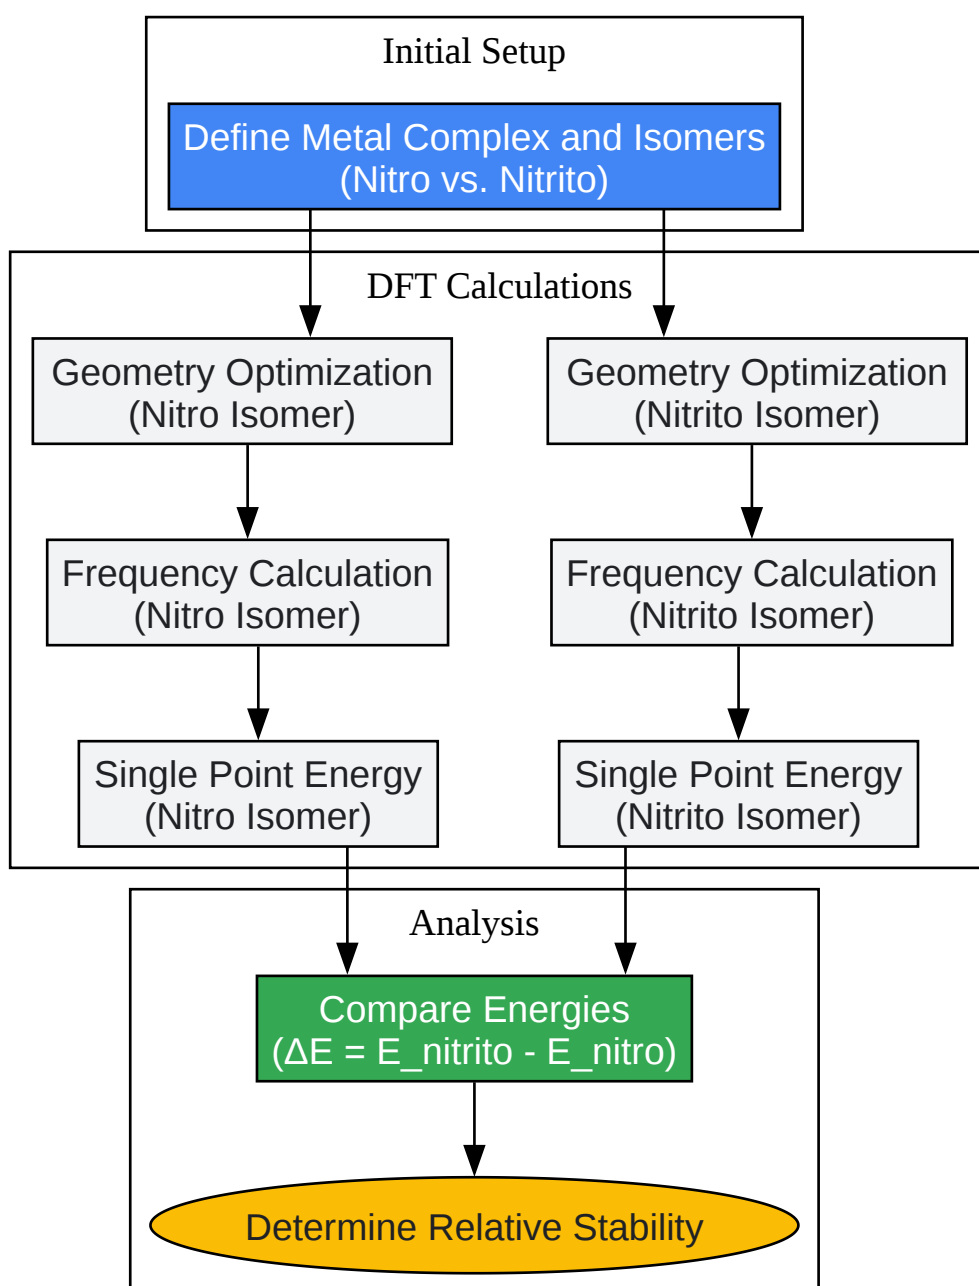 Initial Setup
Define Metal Complex and Isomers
(Nitro vs. Nitrito)
DFT Calculations
Geometry Optimization
(Nitro Isomer)
Geometry Optimization
(Nitrito Isomer)
Frequency Calculation
(Nitro Isomer)
Frequency Calculation
(Nitrito Isomer)
Single Point Energy
(Nitro Isomer)
Single Point Energy
(Nitrito Isomer)
Analysis
Compare Energies
(ΔE = E_nitrito - E_nitro)
Determine Relative Stability